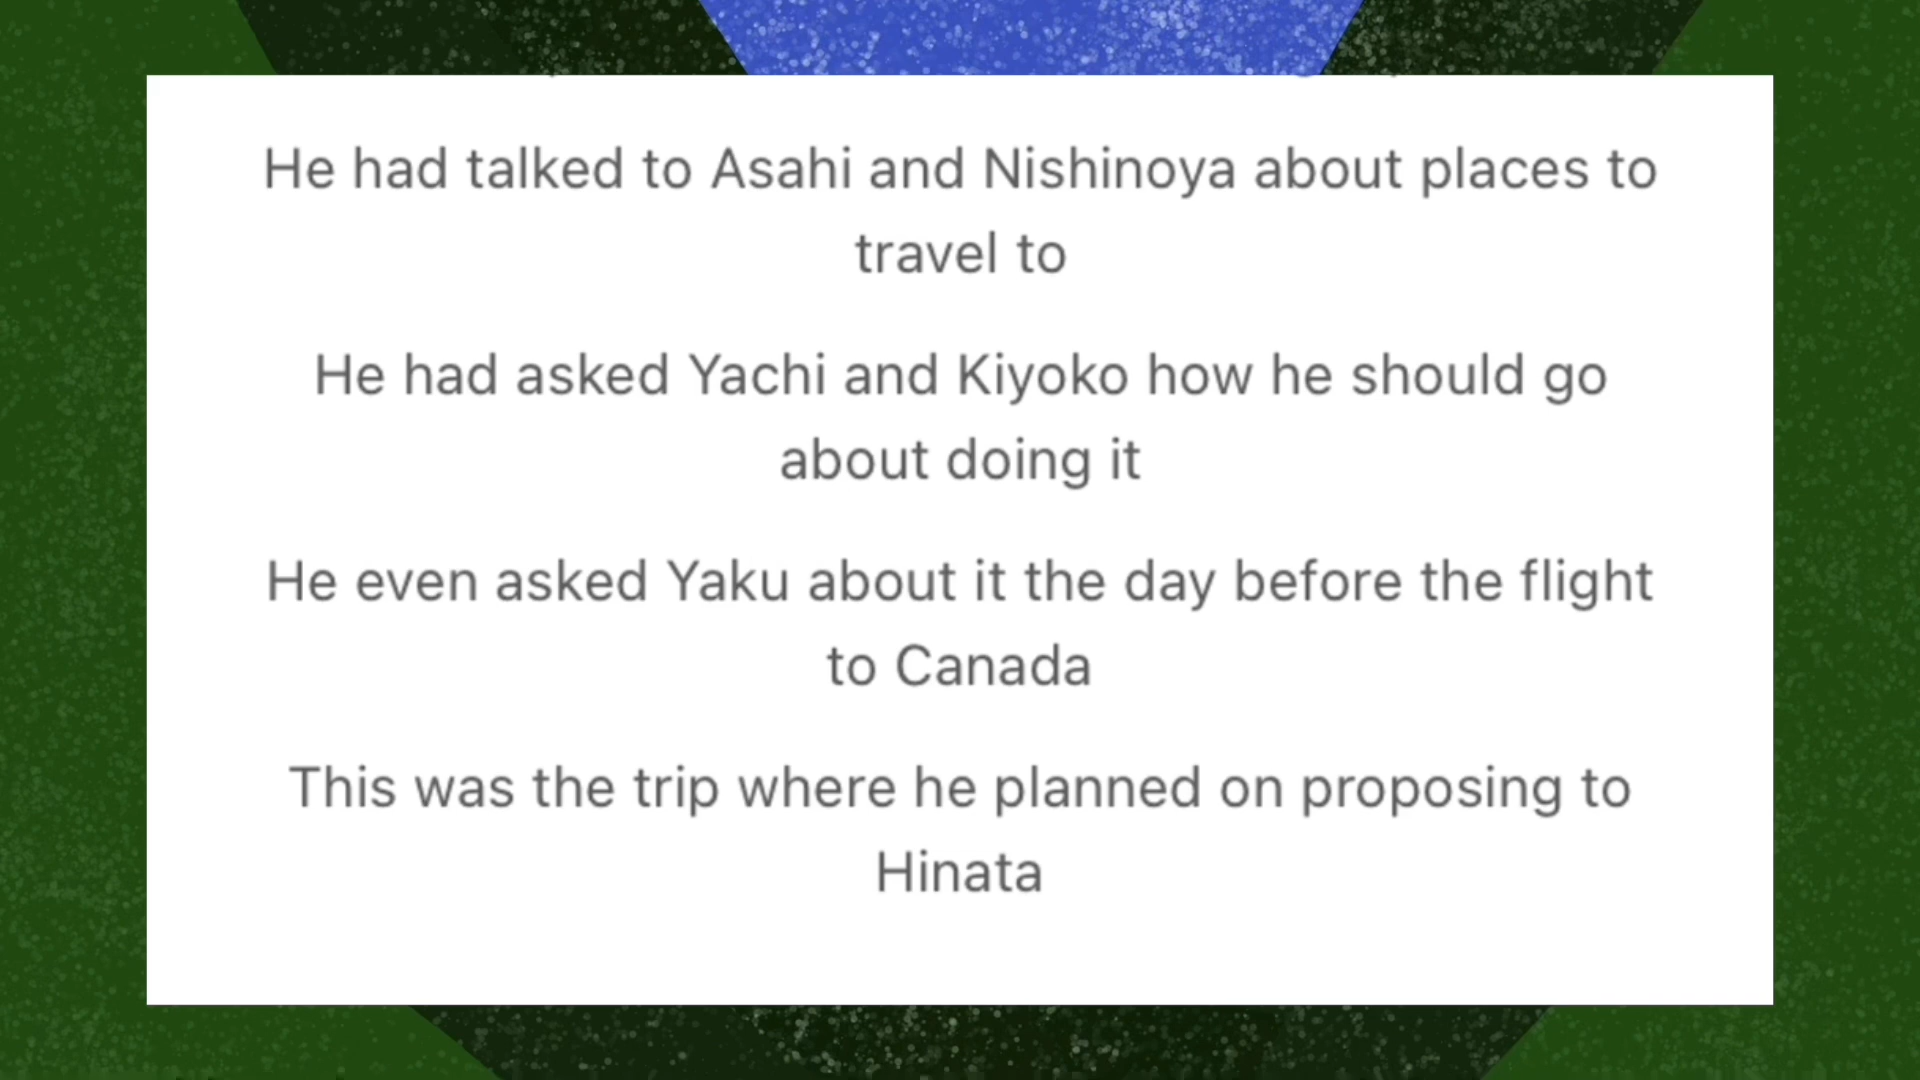 He had talked to Asahi and Nishinoya about places to
travel to
He had asked Yachi and Kiyoko how he should go
about doing it
He even asked Yaku about it the day before the flight
to Canada
This was the trip where he planned on proposing to
Hinata